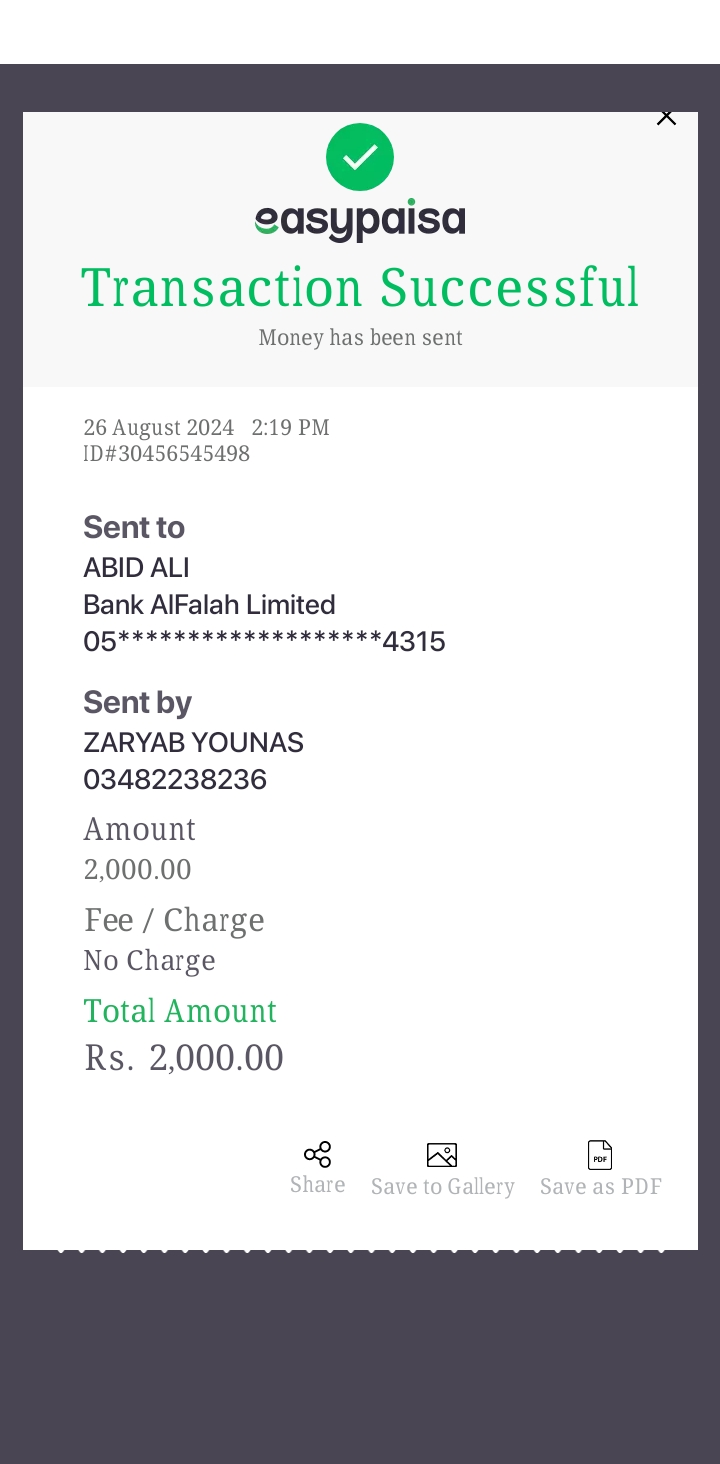 easypaisa
Transaction Successful
Money has been sent
26 August 2024 2:19 PM
ID#30456545498
Sent to
ABID ALI
Bank AlFalah Limited
05*******************4315
Sent by
ZARYAB YOUNAS
03482238236
Amount
2,000.00
Fee / Charge
No Charge
Total Amount
Rs. 2,000.00
PDF
Share Save to Gallery Save as PDF